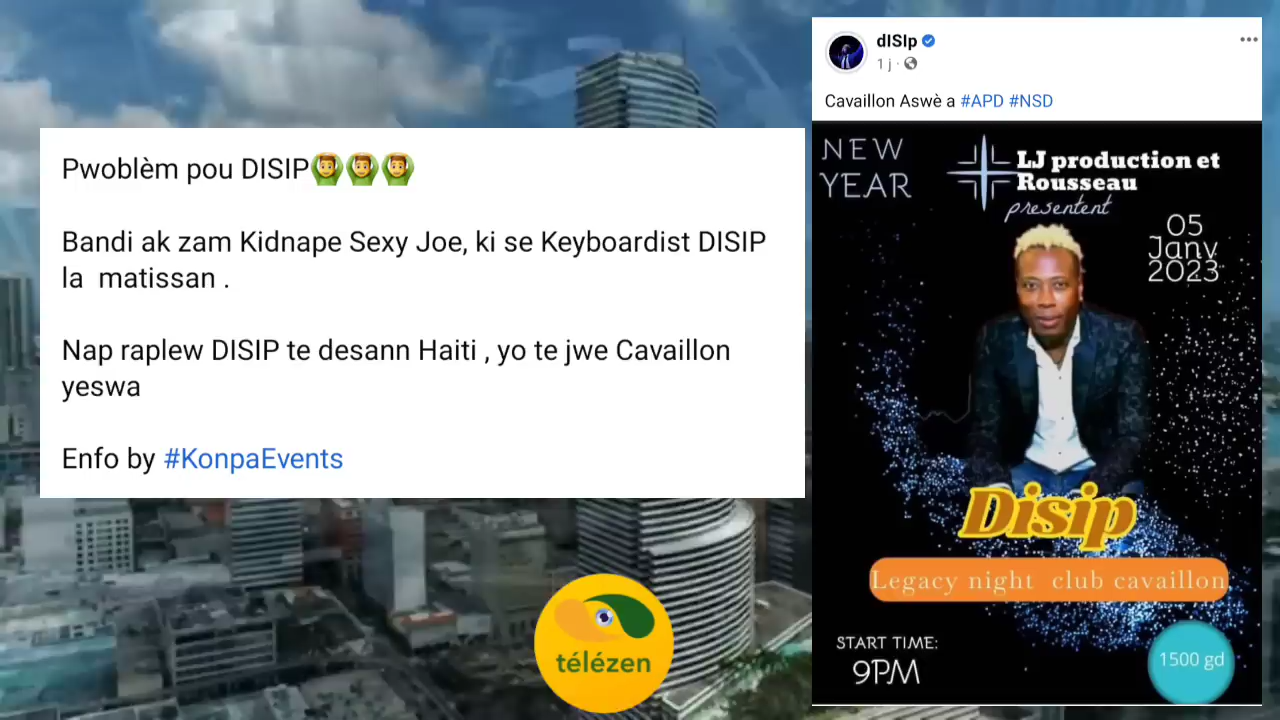 Pwoblèm pou DISIP🙆‍♂️🙆‍♂️🙆‍♂️
Bandi ak zam Kidnape Sexy Joe, ki se Keyboardist DISIP
la  matissan .
Nap raplew DISIP te desann Haiti , yo te jwe Cavaillon
yeswa
Enfo by #KonpaEvents
télézen
dISIp
1 j ·
Cavaillon Aswè a #APD #NSD
NEW
YEAR
LJ production et
Rousseau
presentent
05
Janv
2023
Disip
Legacy night  club cavaillon
START TIME:
9PM
1500 gd